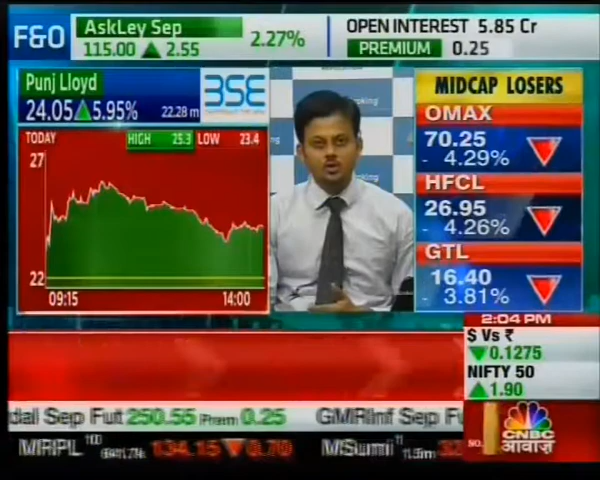 F&O
AskLey Sep
115.00 ▲ 2.55
2.27%
OPEN INTEREST 5.85 Cr
PREMIUM 0.25
Punj Lloyd
24.05 ▲ 5.95%
22.28 m
BSE
TODAY
HIGH 25.3
LOW 23.4
27
22
09:15
14:00
MIDCAP LOSERS
OMAX
70.25
- 4.29%
HFCL
26.95
- 4.26%
GTL
16.40
- 3.81%
2:04 PM
$ Vs ₹
▼ 0.1275
NIFTY 50
▲ 1.90
dal Sep Fut 250.55 Prem 0.25 GMRInf Sep Fu
MRPL 100 134.15 ▼ 0.70 MSumi 11
CNBC
आवाज़